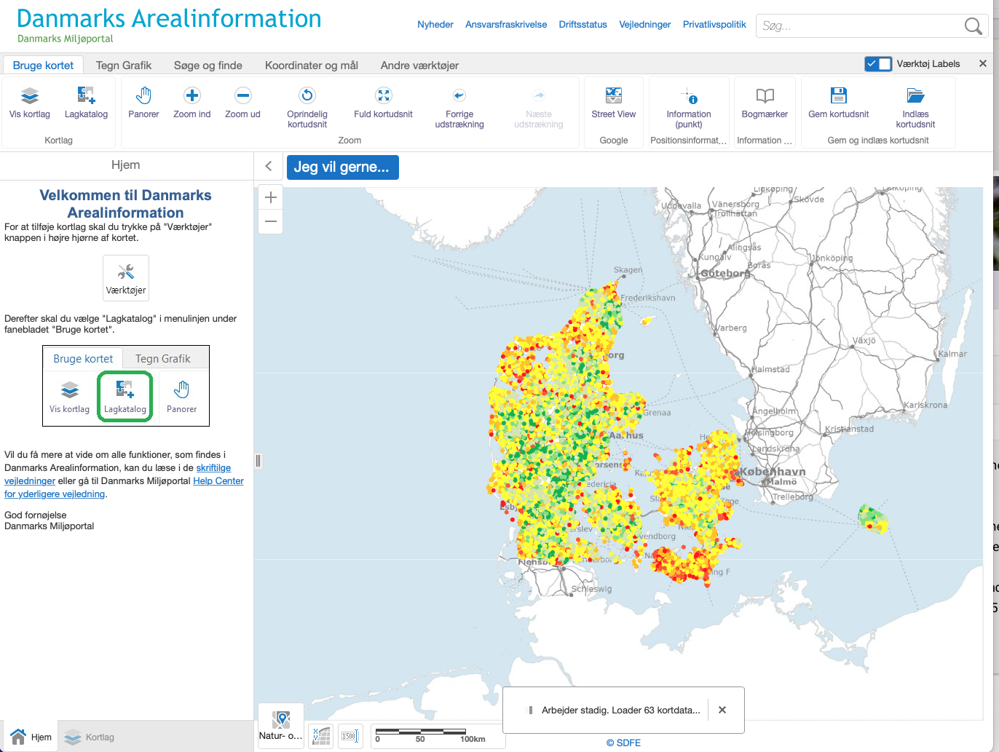 Danmarks Arealinformation
Danmarks Miljøportal
Nyheder Ansvarsfraskrivelse Driftsstatus Vejledninger Privatlivspolitik Søg...
Bruge kortet Tegn Grafik Søge og finde Koordinater og mål Andre værktøjer Værktøj Labels
Vis kortlag Lagkatalog Panorer Zoom ind Zoom ud Oprindelig kortudsnit Fuld kortudsnit Forrige udstrækning Næste udstrækning Street View Information (punkt) Bogmærker Gem kortudsnit Indlæs kortudsnit
Kortlag Zoom Google Positionsinformat... Information ... Gem og indlæs kortudsnit
Hjem
Jeg vil gerne...
Velkommen til Danmarks
Arealinformation
For at tilføje kortlag skal du trykke på "Værktøjer"
knappen i højre hjørne af kortet.
Værktøjer
Derefter skal du vælge "Lagkatalog" i menulinjen under
fanebladet "Bruge kortet".
Bruge kortet Tegn Grafik
Vis kortlag Lagkatalog Panorer
Vil du få mere at vide om alle funktioner, som findes i
Danmarks Arealinformation, kan du læse i de skriftilge
vejledninger eller gå til Danmarks Miljøportal Help Center
for yderligere vejledning.
God fornøjelse
Danmarks Miljøportal
Hjem Kortlag
Lidköping
Linköping
Skövde
Uddevalla
Vänersborg
Trollhättan
Alingsås
Kungälv
Jönköping
Borås
Göteborg
Skagen
Frederikshavn
Varberg
Växjö
Kalmar
Halmstad
Karlskrona
Grenaa
Ängelholm
Kristianstad
Aarhus
Helsingborg
Landskrona
København
Malmö
Trelleborg
Flensb
Schleswig
Arbejder stadig. Loader 63 kortdata...
Natur- o...
1:500
0 50 100km
© SDFE